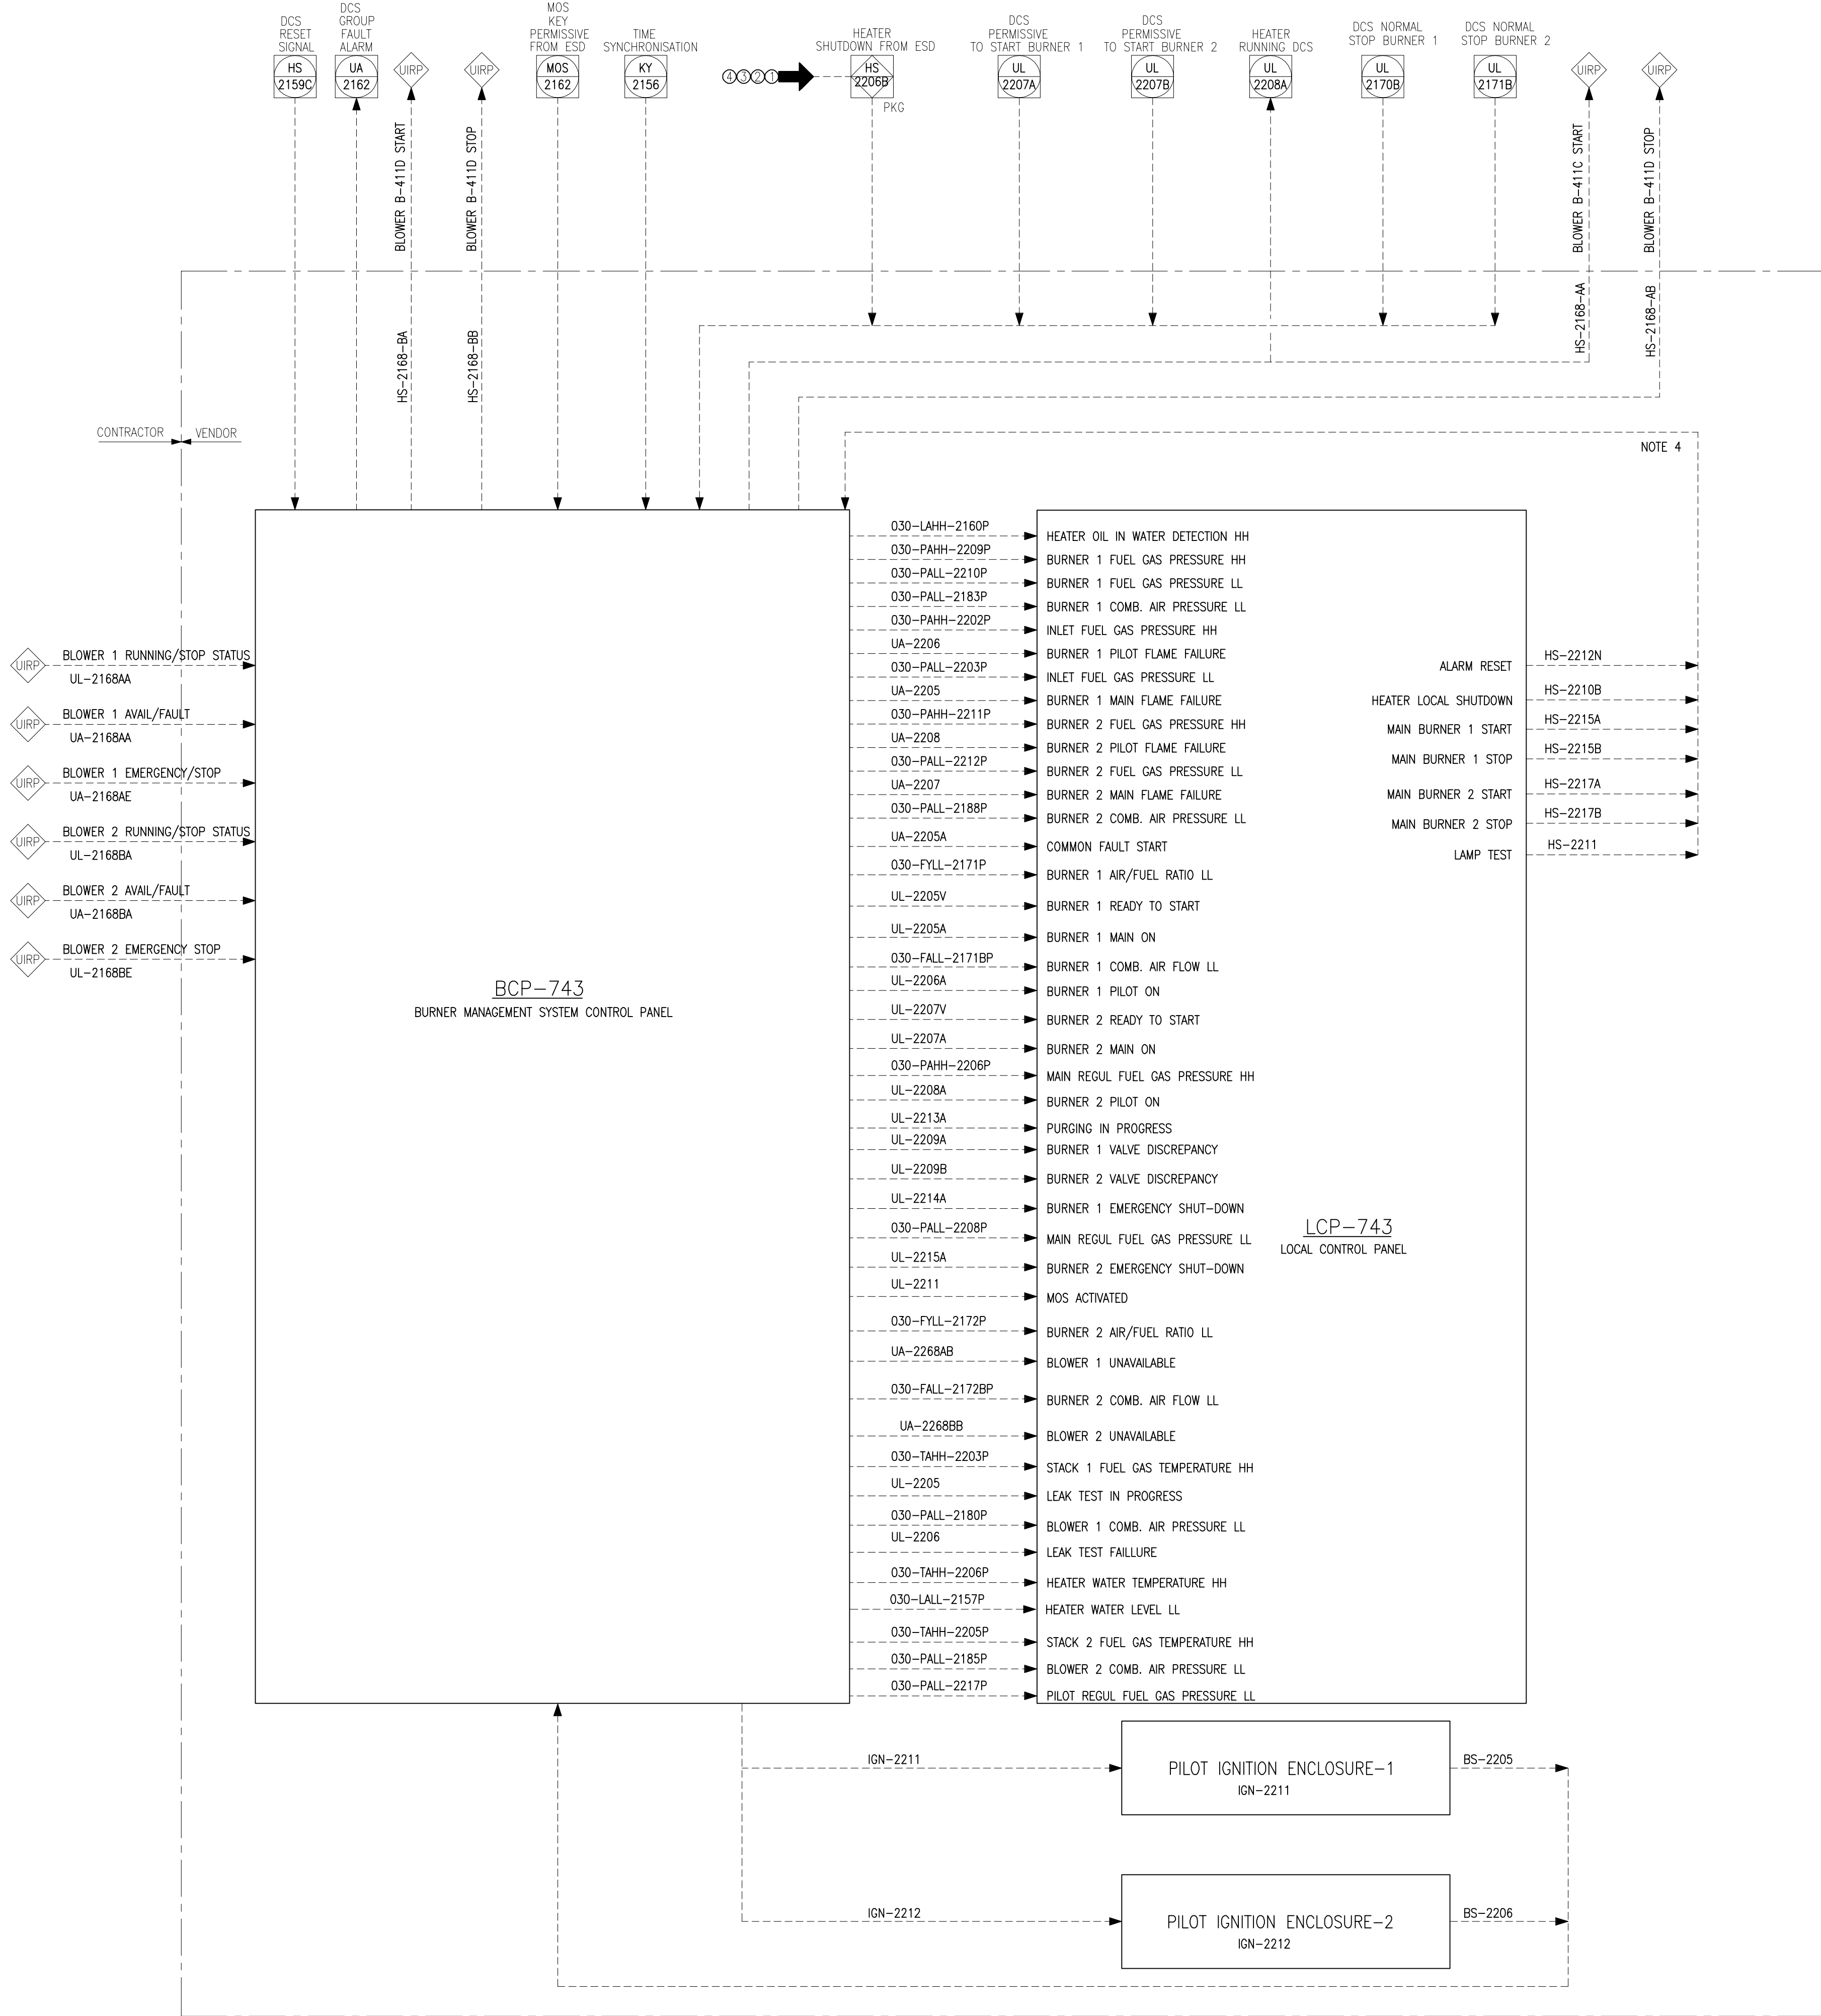 DCS
RESET
SIGNAL
HS
2159C
DCS
GROUP
FAULT
ALARM
UA
2162
UIRP
BLOWER B-411D START
HS-2168-BA
UIRP
BLOWER B-411D STOP
HS-2168-BB
MOS
KEY
PERMISSIVE
FROM ESD
MOS
2162
TIME
SYNCHRONISATION
KY
2156
4 3 2 1
HEATER
SHUTDOWN FROM ESD
HS
2206B
PKG
DCS
PERMISSIVE
TO START BURNER 1
UL
2207A
DCS
PERMISSIVE
TO START BURNER 2
UL
2207B
HEATER
RUNNING DCS
UL
2208A
DCS NORMAL
STOP BURNER 1
UL
2170B
DCS NORMAL
STOP BURNER 2
UL
2171B
UIRP
BLOWER B-411C START
HS-2168-AA
UIRP
BLOWER B-411D STOP
HS-2168-AB
CONTRACTOR
VENDOR
NOTE 4
UIRP
BLOWER 1 RUNNING/STOP STATUS
UL-2168AA
UIRP
BLOWER 1 AVAIL/FAULT
UA-2168AA
UIRP
BLOWER 1 EMERGENCY/STOP
UA-2168AE
UIRP
BLOWER 2 RUNNING/STOP STATUS
UL-2168BA
UIRP
BLOWER 2 AVAIL/FAULT
UA-2168BA
UIRP
BLOWER 2 EMERGENCY STOP
UL-2168BE
BCP-743
BURNER MANAGEMENT SYSTEM CONTROL PANEL
030-LAHH-2160P
HEATER OIL IN WATER DETECTION HH
030-PAHH-2209P
BURNER 1 FUEL GAS PRESSURE HH
030-PALL-2210P
BURNER 1 FUEL GAS PRESSURE LL
030-PALL-2183P
BURNER 1 COMB. AIR PRESSURE LL
030-PAHH-2202P
INLET FUEL GAS PRESSURE HH
UA-2206
BURNER 1 PILOT FLAME FAILURE
030-PALL-2203P
INLET FUEL GAS PRESSURE LL
UA-2205
BURNER 1 MAIN FLAME FAILURE
030-PAHH-2211P
BURNER 2 FUEL GAS PRESSURE HH
UA-2208
BURNER 2 PILOT FLAME FAILURE
030-PALL-2212P
BURNER 2 FUEL GAS PRESSURE LL
UA-2207
BURNER 2 MAIN FLAME FAILURE
030-PALL-2188P
BURNER 2 COMB. AIR PRESSURE LL
UA-2205A
COMMON FAULT START
030-FYLL-2171P
BURNER 1 AIR/FUEL RATIO LL
UL-2205V
BURNER 1 READY TO START
UL-2205A
BURNER 1 MAIN ON
030-FALL-2171BP
BURNER 1 COMB. AIR FLOW LL
UL-2206A
BURNER 1 PILOT ON
UL-2207V
BURNER 2 READY TO START
UL-2207A
BURNER 2 MAIN ON
030-PAHH-2206P
MAIN REGUL FUEL GAS PRESSURE HH
UL-2208A
BURNER 2 PILOT ON
UL-2213A
PURGING IN PROGRESS
UL-2209A
BURNER 1 VALVE DISCREPANCY
UL-2209B
BURNER 2 VALVE DISCREPANCY
UL-2214A
BURNER 1 EMERGENCY SHUT-DOWN
030-PALL-2208P
MAIN REGUL FUEL GAS PRESSURE LL
UL-2215A
BURNER 2 EMERGENCY SHUT-DOWN
UL-2211
MOS ACTIVATED
030-FYLL-2172P
BURNER 2 AIR/FUEL RATIO LL
UA-2268AB
BLOWER 1 UNAVAILABLE
030-FALL-2172BP
BURNER 2 COMB. AIR FLOW LL
UA-2268BB
BLOWER 2 UNAVAILABLE
030-TAHH-2203P
STACK 1 FUEL GAS TEMPERATURE HH
UL-2205
LEAK TEST IN PROGRESS
030-PALL-2180P
BLOWER 1 COMB. AIR PRESSURE LL
UL-2206
LEAK TEST FAILLURE
030-TAHH-2206P
HEATER WATER TEMPERATURE HH
030-LALL-2157P
HEATER WATER LEVEL LL
030-TAHH-2205P
STACK 2 FUEL GAS TEMPERATURE HH
030-PALL-2185P
BLOWER 2 COMB. AIR PRESSURE LL
030-PALL-2217P
PILOT REGUL FUEL GAS PRESSURE LL
LCP-743
LOCAL CONTROL PANEL
ALARM RESET
HS-2212N
HEATER LOCAL SHUTDOWN
HS-2210B
MAIN BURNER 1 START
HS-2215A
MAIN BURNER 1 STOP
HS-2215B
MAIN BURNER 2 START
HS-2217A
MAIN BURNER 2 STOP
HS-2217B
LAMP TEST
HS-2211
IGN-2211
PILOT IGNITION ENCLOSURE-1
IGN-2211
BS-2205
IGN-2212
PILOT IGNITION ENCLOSURE-2
IGN-2212
BS-2206